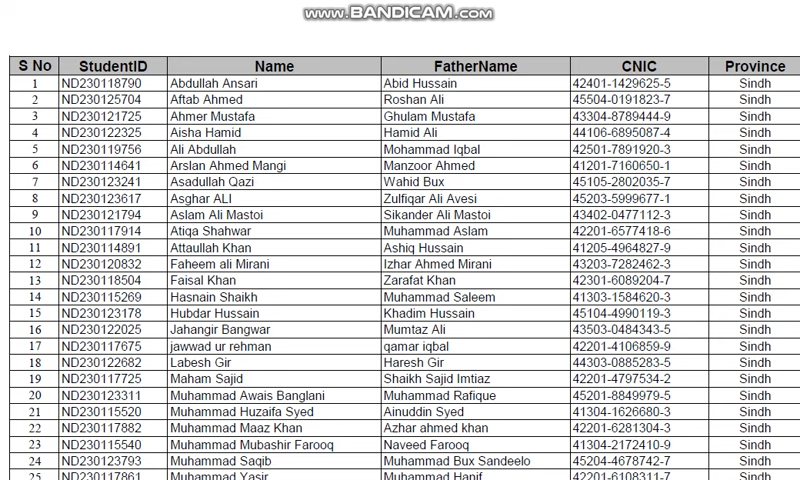 www.BANDICAM.com
S No StudentID Name FatherName CNIC Province
1 ND230118790 Abdullah Ansari Abid Hussain 42401-1429625-5 Sindh
2 ND230125704 Aftab Ahmed Roshan Ali 45504-0191823-7 Sindh
3 ND230121725 Ahmer Mustafa Ghulam Mustafa 43304-8789444-9 Sindh
4 ND230122325 Aisha Hamid Hamid Ali 44106-6895087-4 Sindh
5 ND230119756 Ali Abdullah Mohammad Iqbal 42501-7891920-3 Sindh
6 ND230114641 Arslan Ahmed Mangi Manzoor Ahmed 41201-7160650-1 Sindh
7 ND230123241 Asadullah Qazi Wahid Bux 45105-2802035-7 Sindh
8 ND230123617 Asghar ALI Zulfiqar Ali Avesi 45203-5999677-1 Sindh
9 ND230121794 Aslam Ali Mastoi Sikander Ali Mastoi 43402-0477112-3 Sindh
10 ND230117914 Atiqa Shahwar Muhammad Aslam 42201-6577418-6 Sindh
11 ND230114891 Attaullah Khan Ashiq Hussain 41205-4964827-9 Sindh
12 ND230120832 Faheem ali Mirani Izhar Ahmed Mirani 43203-7282462-3 Sindh
13 ND230118504 Faisal Khan Zarafat Khan 42301-6089204-7 Sindh
14 ND230115269 Hasnain Shaikh Muhammad Saleem 41303-1584620-3 Sindh
15 ND230123178 Hubdar Hussain Khadim Hussain 45104-4990119-3 Sindh
16 ND230122025 Jahangir Bangwar Mumtaz Ali 43503-0484343-5 Sindh
17 ND230117675 jawwad ur rehman qamar iqbal 42201-4106859-9 Sindh
18 ND230122682 Labesh Gir Haresh Gir 44303-0885283-5 Sindh
19 ND230117725 Maham Sajid Shaikh Sajid Imtiaz 42201-4797534-2 Sindh
20 ND230123311 Muhammad Awais Banglani Muhammad Rafique 45201-8849979-5 Sindh
21 ND230115520 Muhammad Huzaifa Syed Ainuddin Syed 41304-1626680-3 Sindh
22 ND230117882 Muhammad Maaz Khan Azhar ahmed khan 42201-6281304-3 Sindh
23 ND230115540 Muhammad Mubashir Farooq Naveed Farooq 41304-2172410-9 Sindh
24 ND230123793 Muhammad Saqib Muhammad Bux Sandeelo 45204-4678742-7 Sindh
25 ND230117861 Muhammad Yasir Muhammad Hanif 42201-6108311-7 Sindh